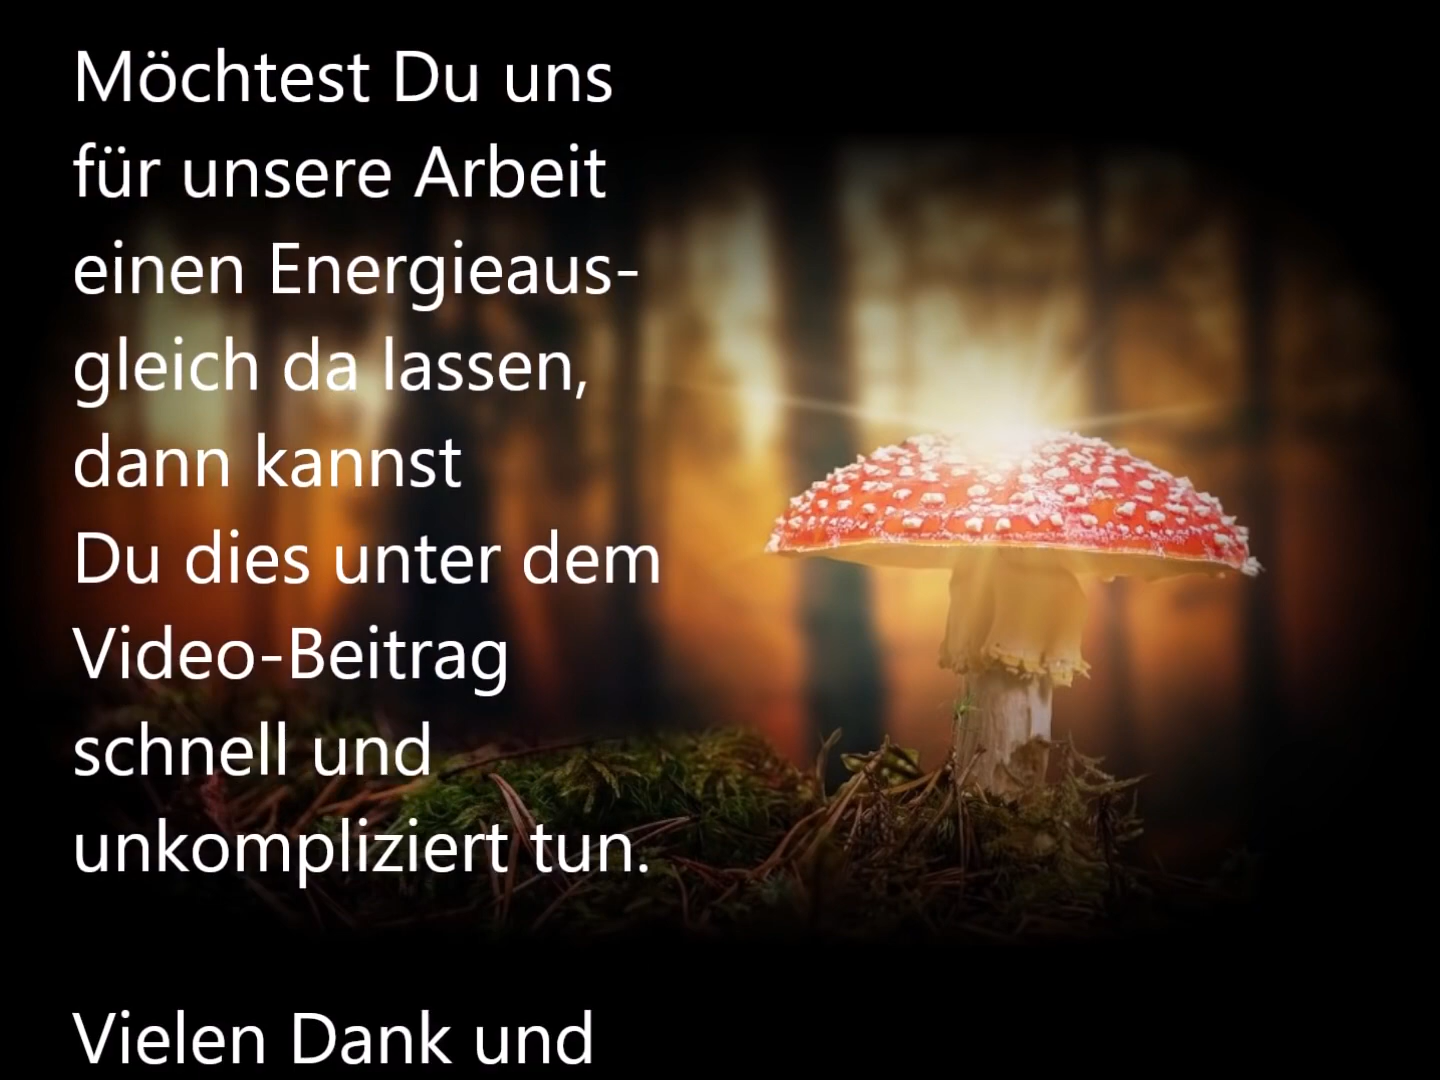 Möchtest Du uns
für unsere Arbeit
einen Energieaus-
gleich da lassen,
dann kannst
Du dies unter dem
Video-Beitrag
schnell und
unkompliziert tun.
Vielen Dank und